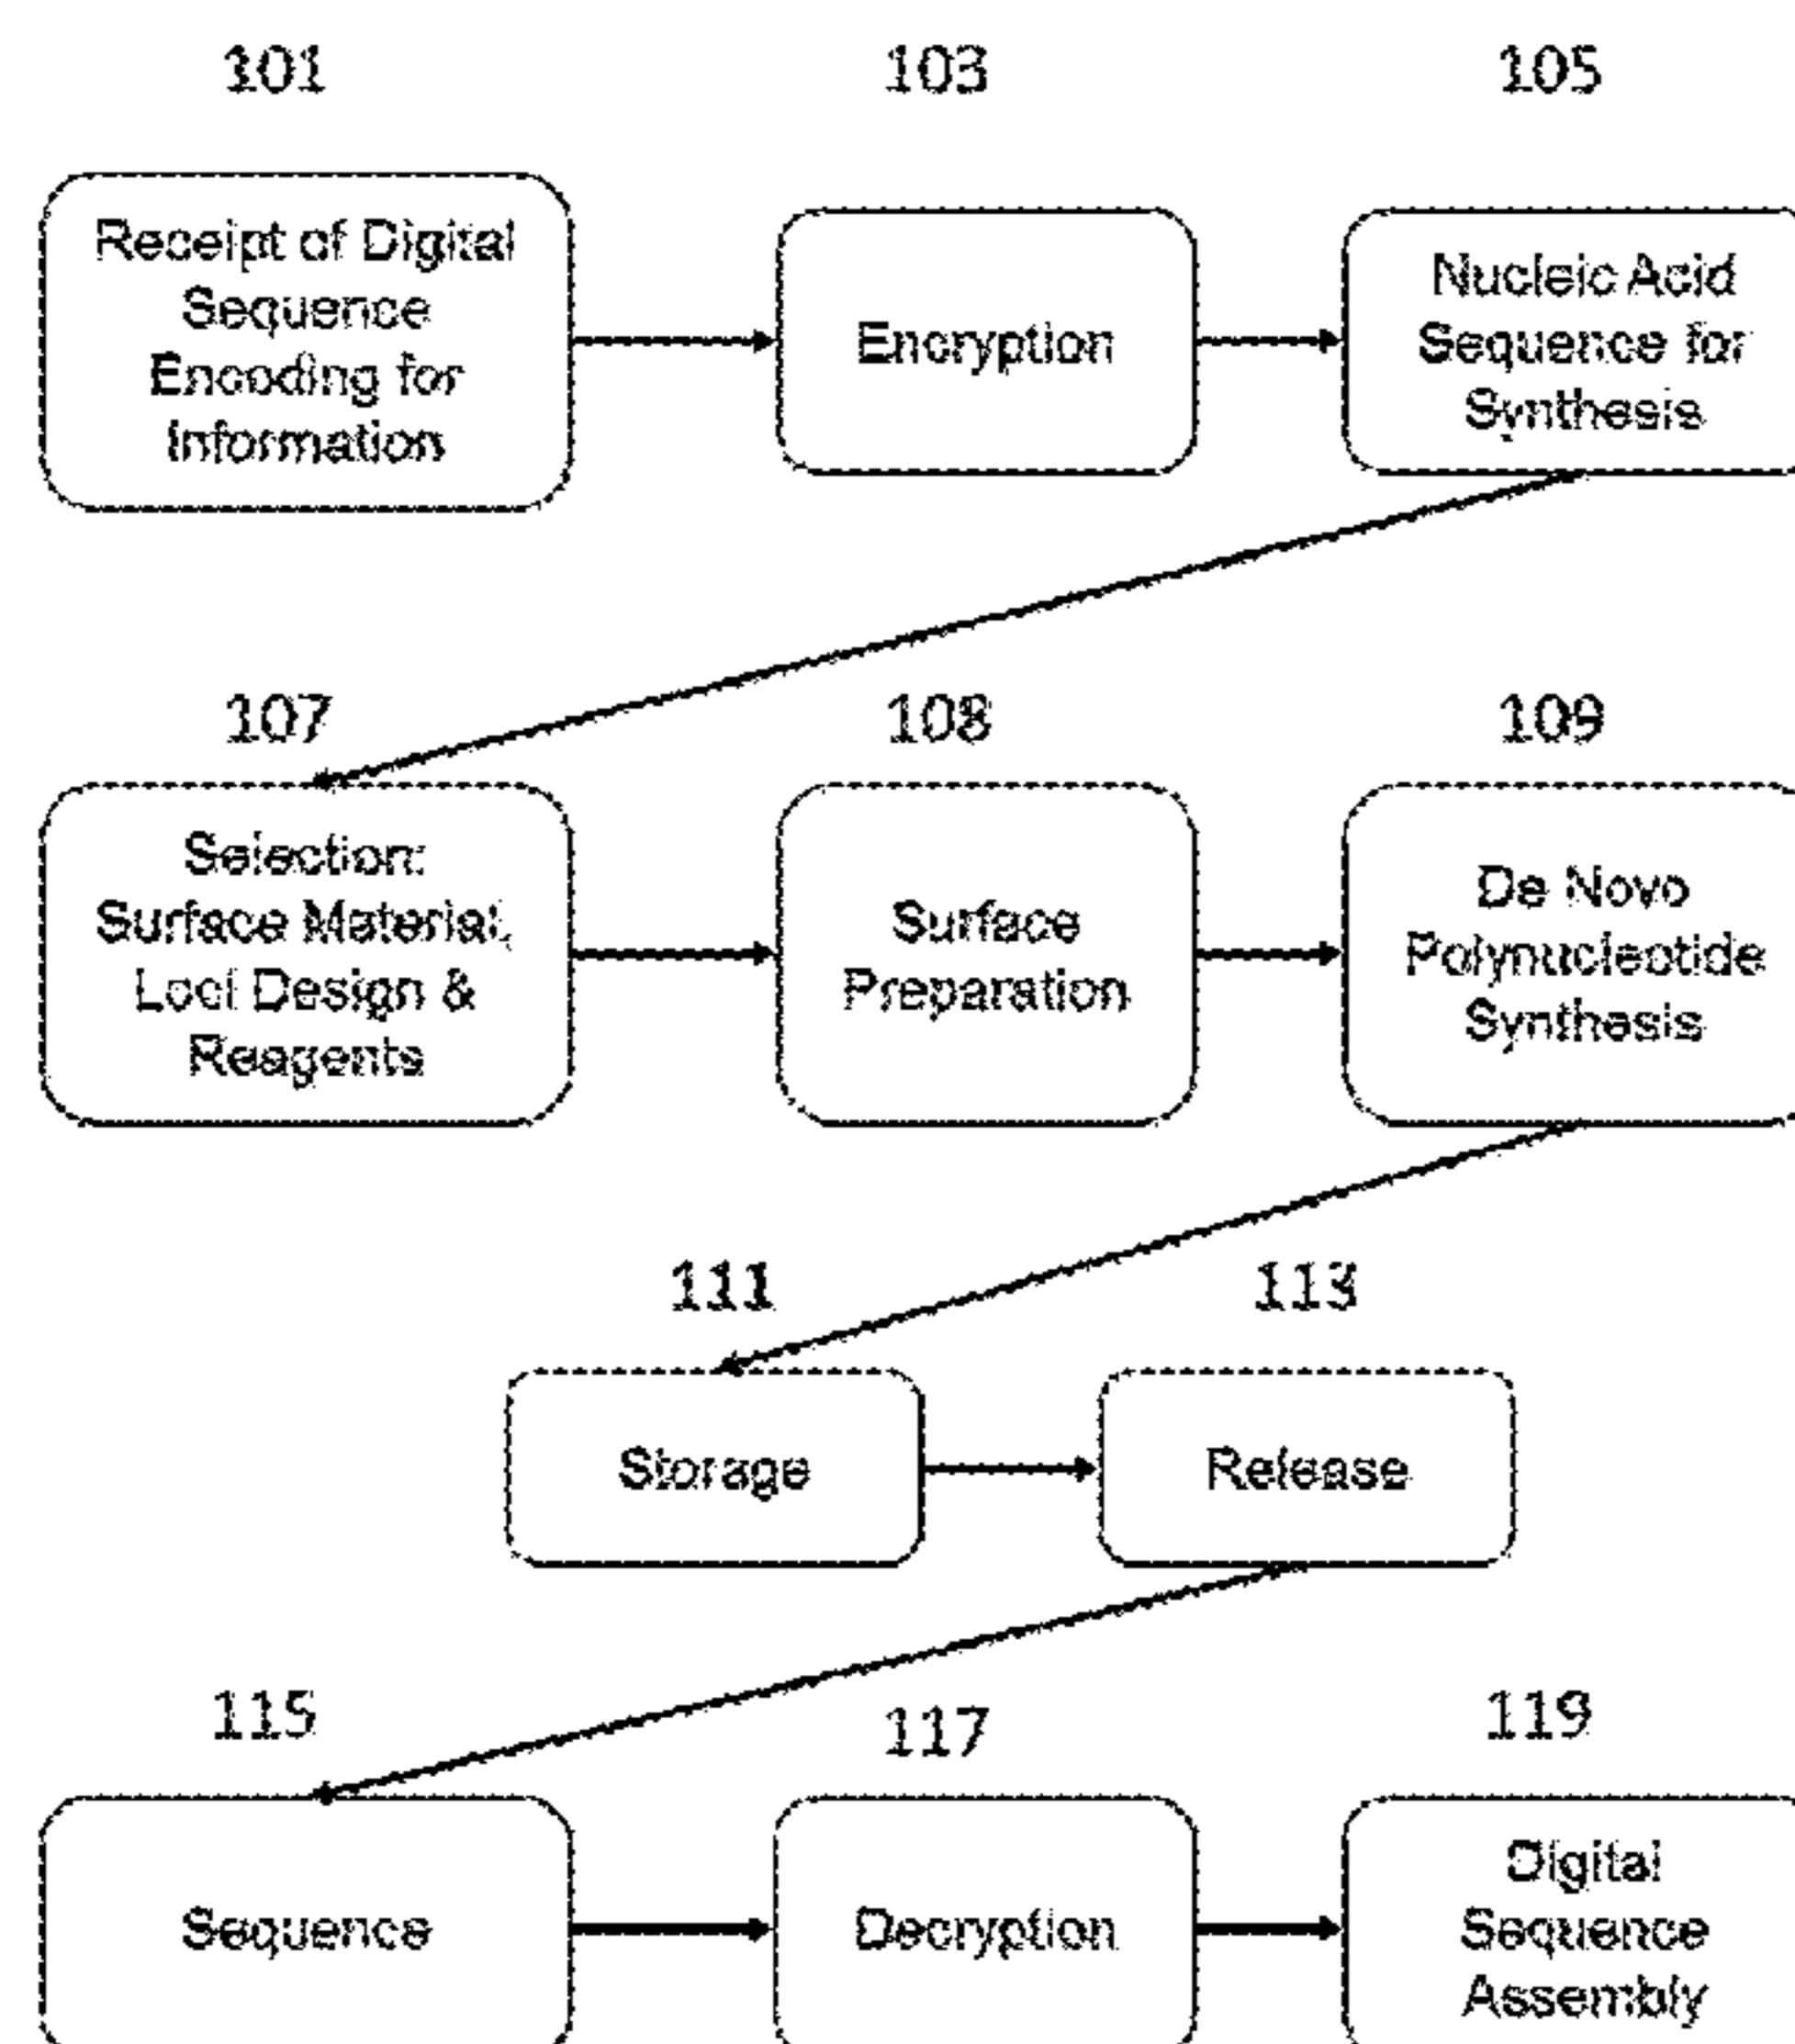 101
103
105
Receipt of Digital
Sequence
Encoding for
Information
Encryption
Nucleic Acid
Sequence for
Synthesis
107
108
109
Selection:
Surface Material,
Loci Design &
Reagents
Surface
Preparation
De Novo
Polynucleotide
Synthesis
111
113
Storage
Release
115
117
119
Sequence
Decryption
Digital
Sequence
Assembly